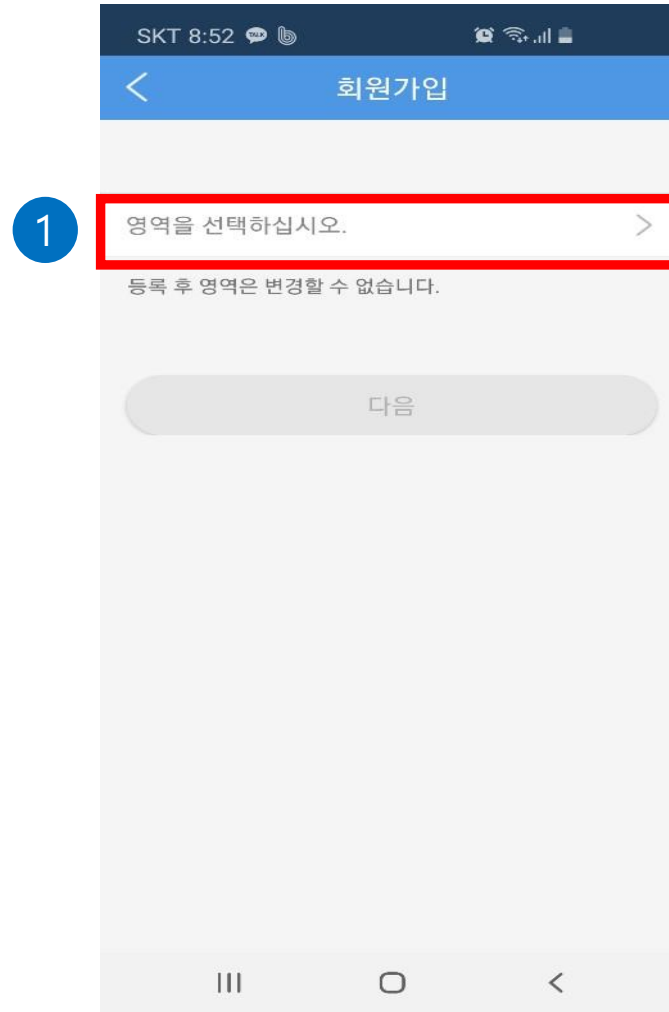 SKT 8:52 TALK
회원가입
1
영역을 선택하십시오.
등록 후 영역은 변경할 수 없습니다.
다음